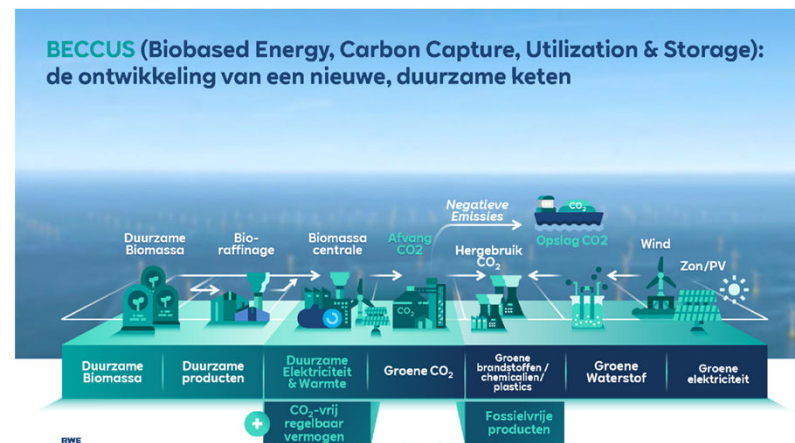 BECCUS (Biobased Energy, Carbon Capture, Utilization & Storage):
de ontwikkeling van een nieuwe, duurzame keten
Negatieve
Emissies
CO₂
Opslag CO2
Duurzame
Biomassa
Bio-
raffinage
Biomassa
centrale
Afvang
CO2
Hergebruik
CO₂
Wind
Zon/PV
CO₂
Duurzame
Biomassa
Duurzame
producten
Duurzame
Elektriciteit
& Warmte
Groene CO₂
Groene
brandstoffen /
chemicalien/
plastics
Groene
Waterstof
Groene
elektriciteit
+
CO₂-vrij
regelbaar
vermogen
Fossielvrije
producten
RWE